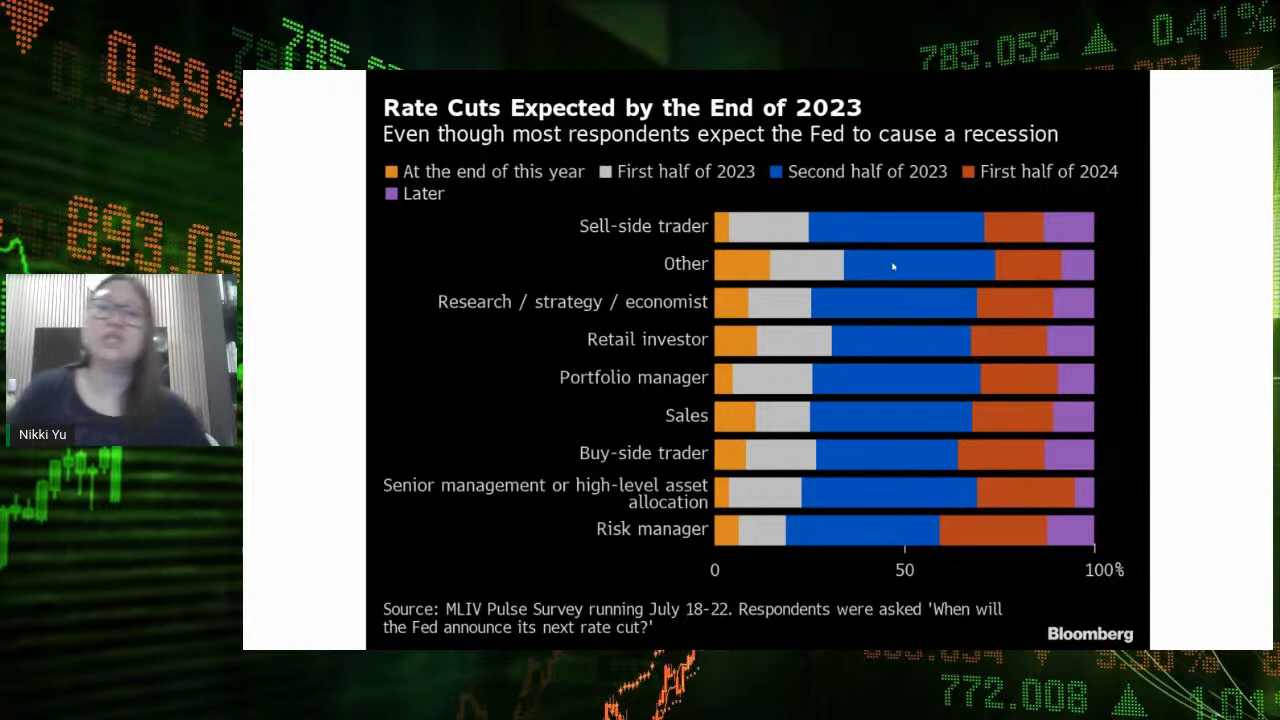 0.59%
785.
785.052 ▲ 0.41%
893.09
Rate Cuts Expected by the End of 2023
Even though most respondents expect the Fed to cause a recession
At the end of this year First half of 2023 Second half of 2023 First half of 2024
Later
Sell-side trader
Other
Research / strategy / economist
Retail investor
Portfolio manager
Sales
Buy-side trader
Senior management or high-level asset
allocation
Risk manager
0 50 100%
Source: MLIV Pulse Survey running July 18-22. Respondents were asked 'When will
the Fed announce its next rate cut?'
Bloomberg
Nikki Yu
772.008 ▲